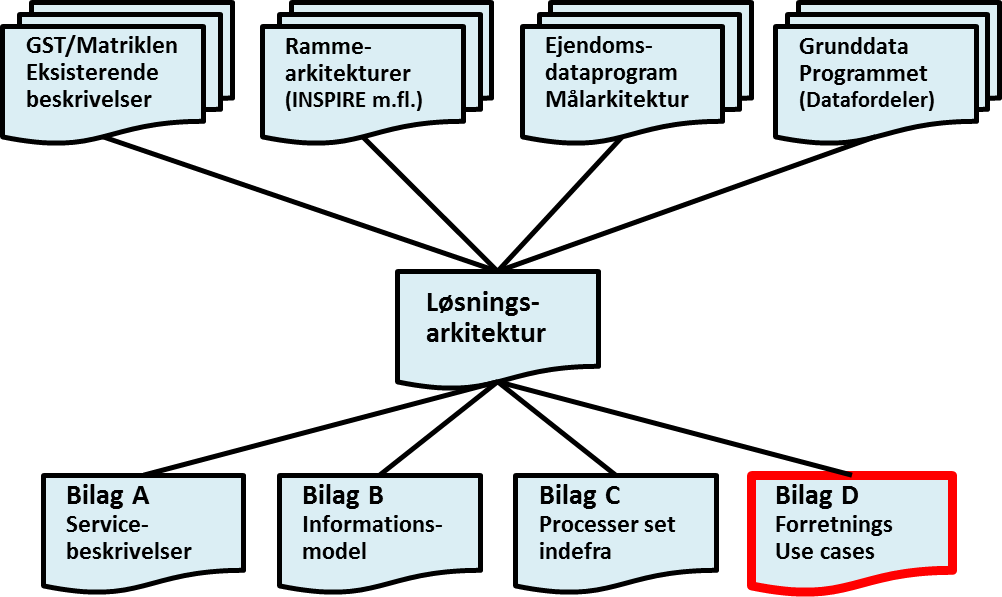 GST/Matriklen
Eksisterende
beskrivelser
Ramme-
arkitekturer
(INSPIRE m.fl.)
Ejendoms-
dataprogram
Målarkitektur
Grunddata
Programmet
(Datafordeler)
Løsnings-
arkitektur
Bilag A
Service-
beskrivelser
Bilag B
Informations-
model
Bilag C
Processer set
indefra
Bilag D
Forretnings
Use cases